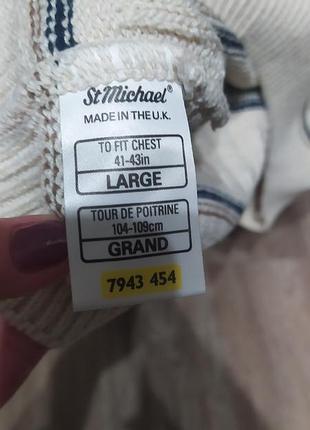 St Michael®
MADE IN THE U.K.
TO FIT CHEST
41-43in
LARGE
TOUR DE POITRINE
104-109cm
GRAND
7943 454